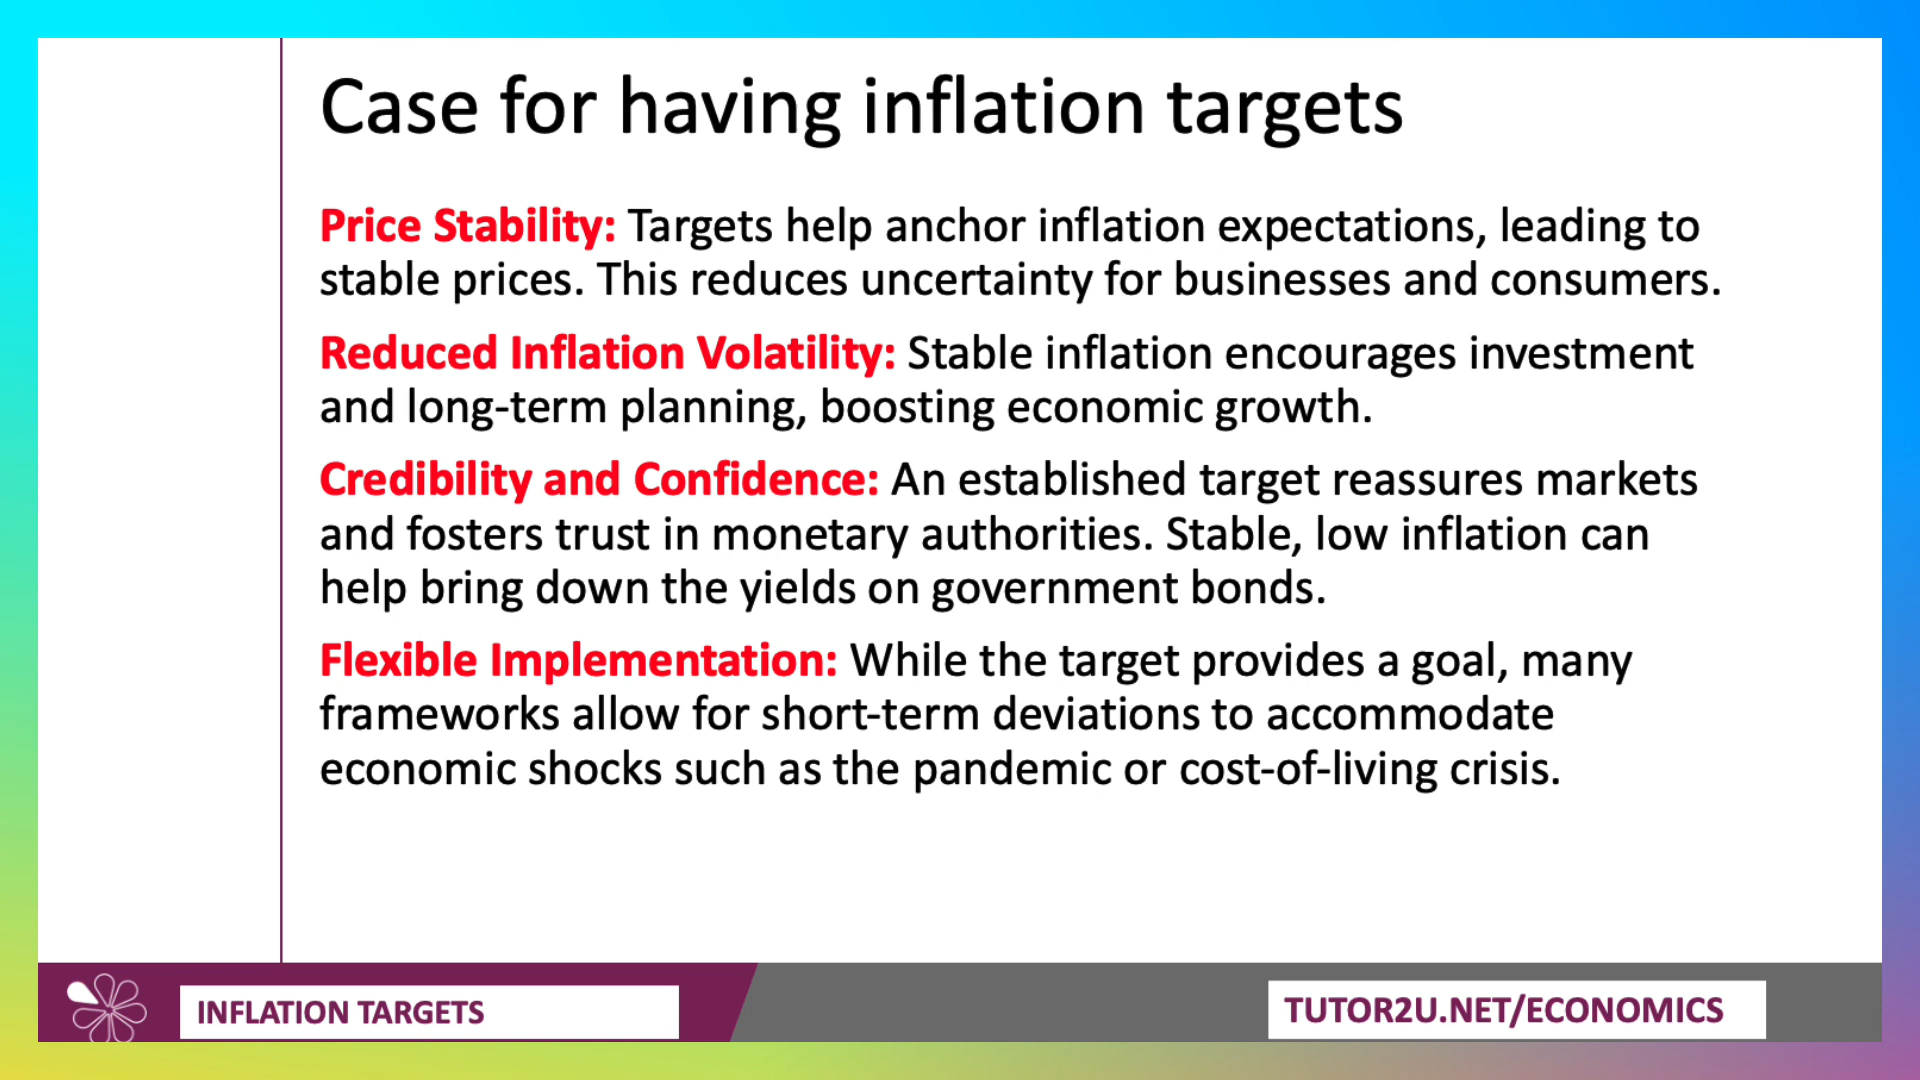 Case for having inflation targets
Price Stability: Targets help anchor inflation expectations, leading to
stable prices. This reduces uncertainty for businesses and consumers.
Reduced Inflation Volatility: Stable inflation encourages investment
and long-term planning, boosting economic growth.
Credibility and Confidence: An established target reassures markets
and fosters trust in monetary authorities. Stable, low inflation can
help bring down the yields on government bonds.
Flexible Implementation: While the target provides a goal, many
frameworks allow for short-term deviations to accommodate
economic shocks such as the pandemic or cost-of-living crisis.
INFLATION TARGETS
TUTOR2U.NET/ECONOMICS